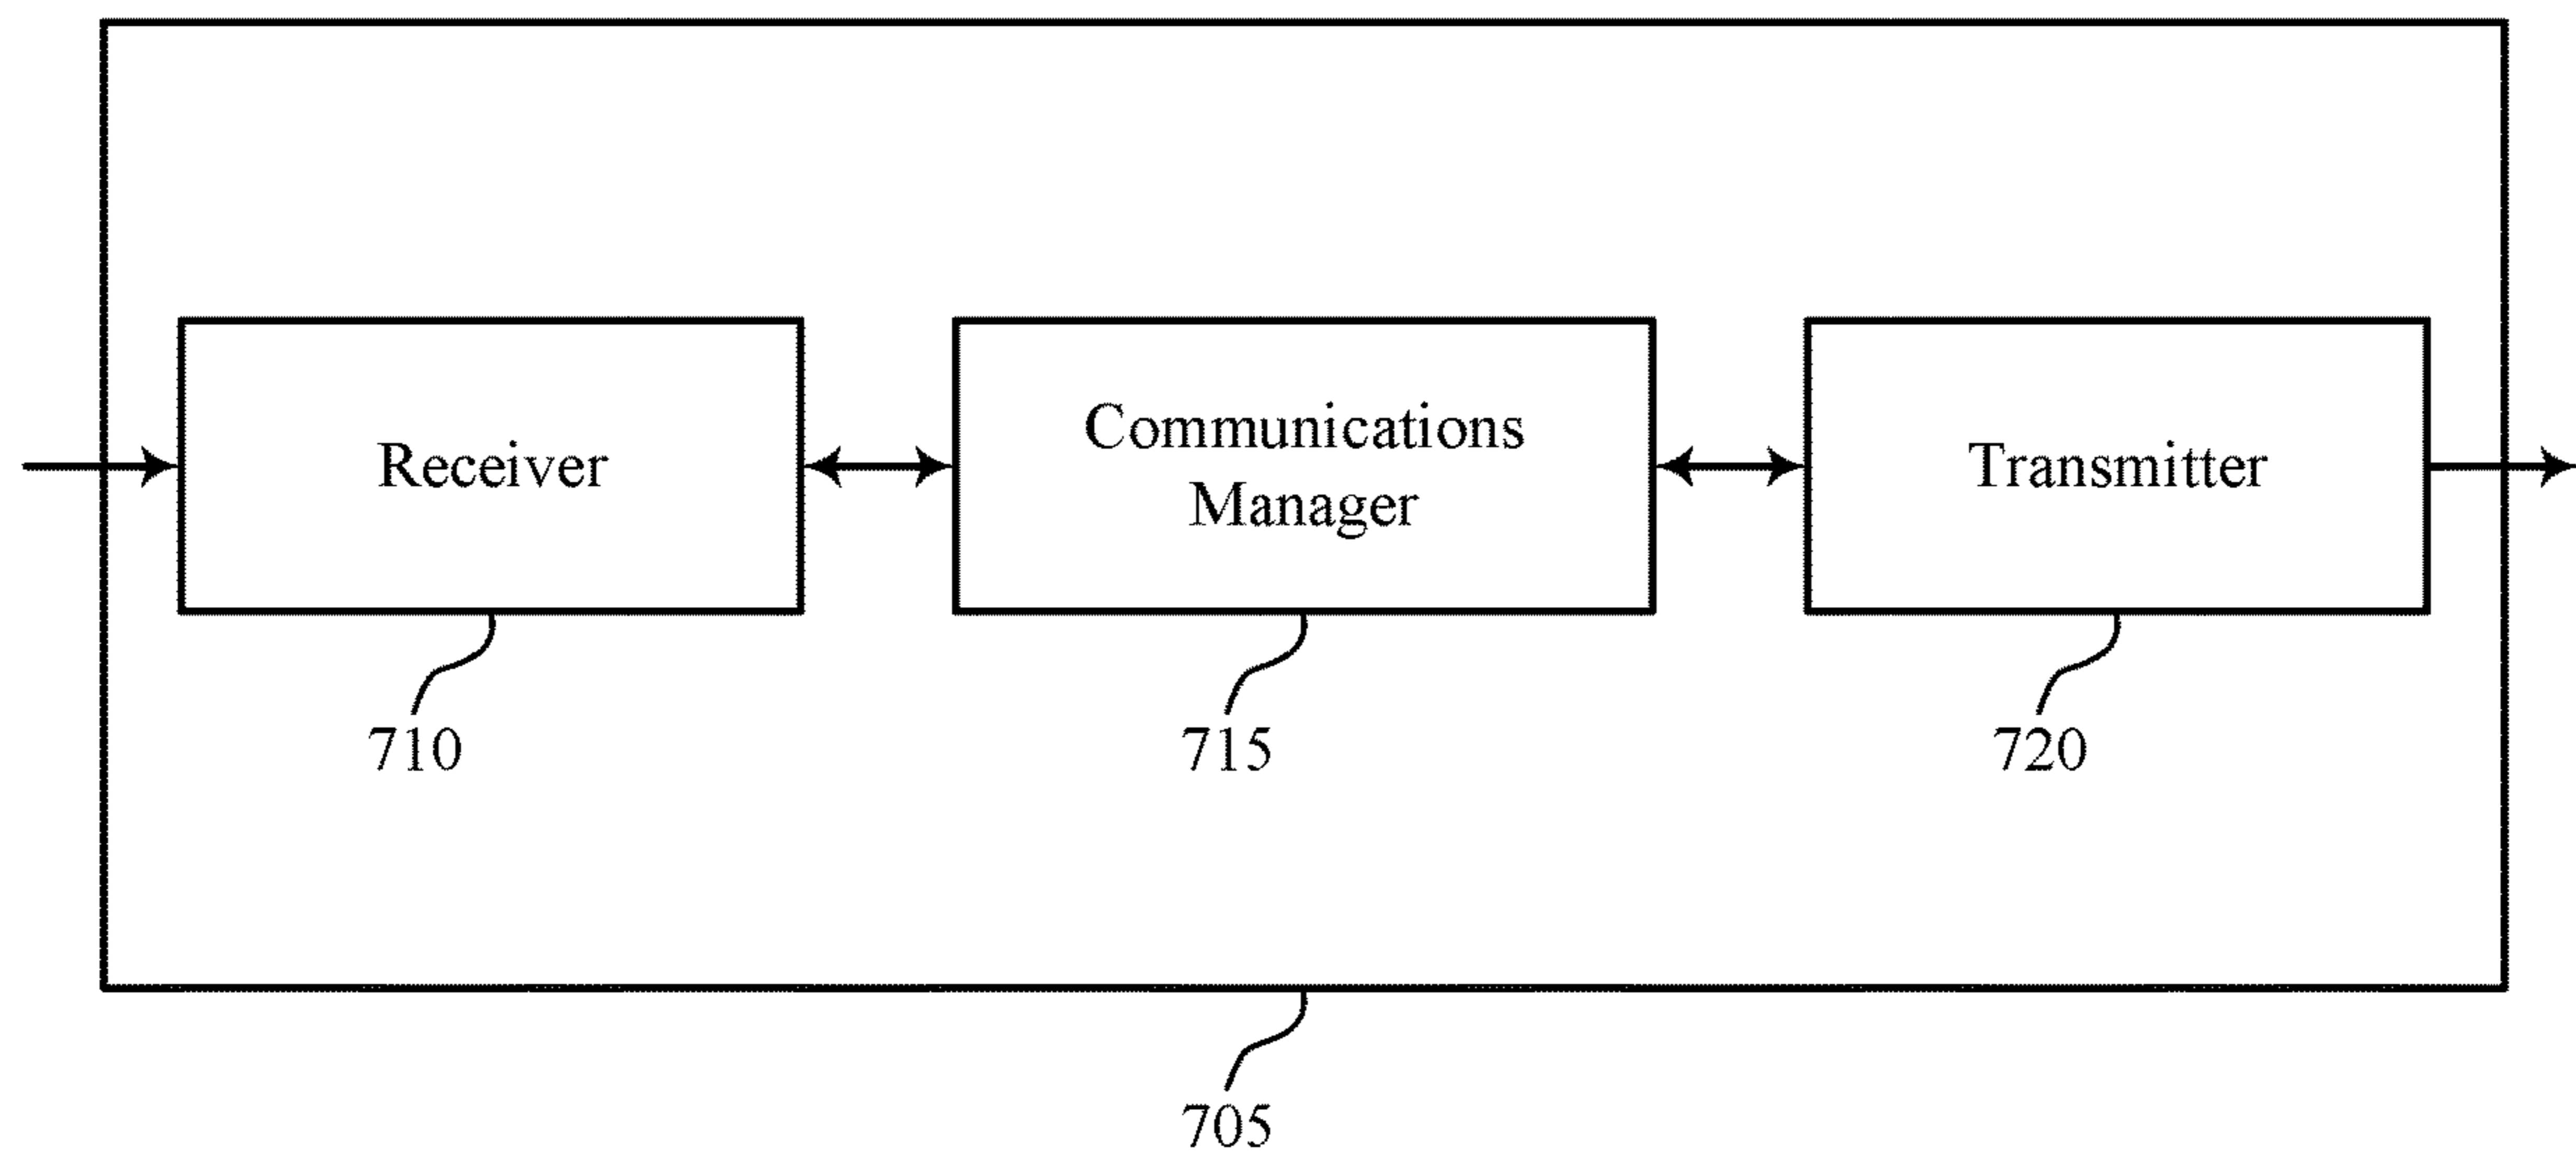 Receiver
Communications
Manager
Transmitter
710
715
720
705